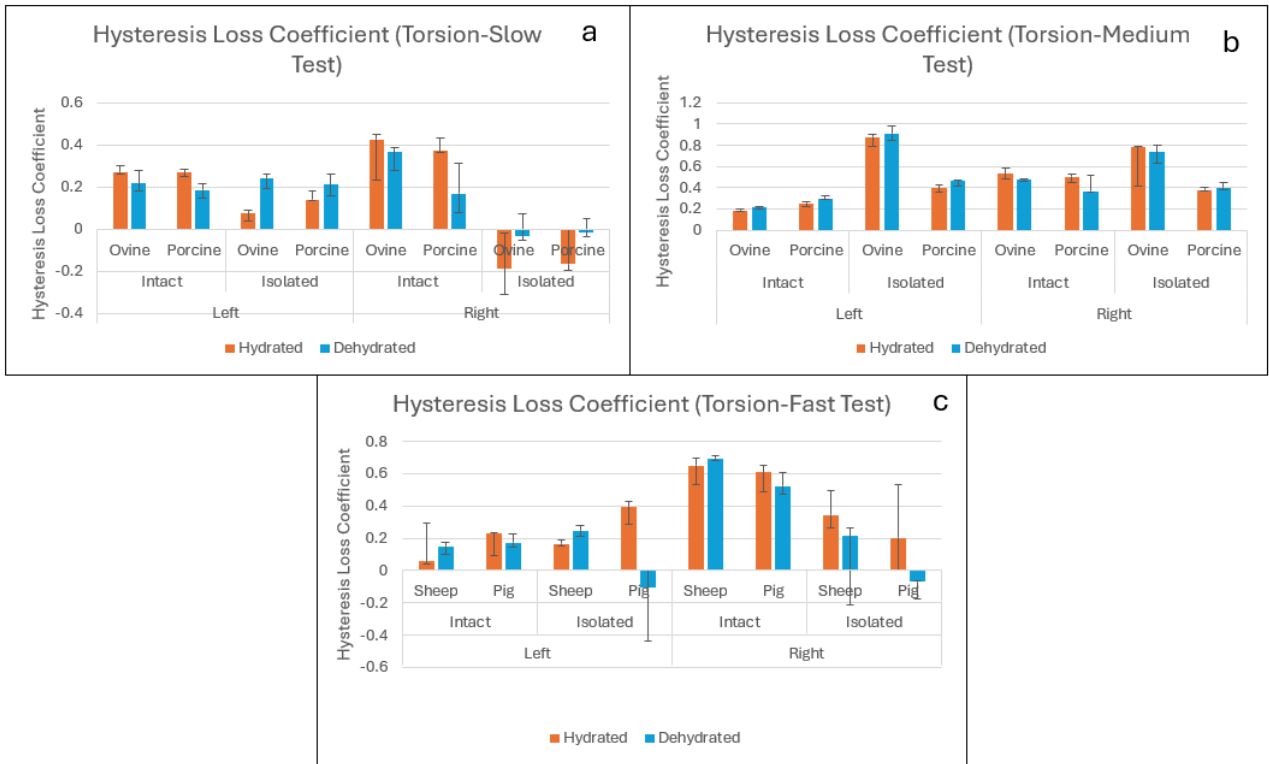 Hysteresis Loss Coefficient (Torsion-Slow
Test)
a
Hysteresis Loss Coefficient
0.6
0.4
0.2
0
-0.2
-0.4
Ovine Porcine Ovine Porcine Ovine Porcine Ovine Porcine
Intact Isolated Intact Isolated
Left Right
Hydrated Dehydrated
Hysteresis Loss Coefficient (Torsion-Medium
Test)
b
Hysteresis Loss Coefficient
1.2
1
0.8
0.6
0.4
0.2
0
Ovine Porcine Ovine Porcine Ovine Porcine Ovine Porcine
Intact Isolated Intact Isolated
Left Right
Hydrated Dehydrated
Hysteresis Loss Coefficient (Torsion-Fast Test)
c
Hysteresis Loss Coefficient
0.8
0.6
0.4
0.2
0
-0.2
-0.4
-0.6
Sheep Pig Sheep Pig Sheep Pig Sheep Pig
Intact Isolated Intact Isolated
Left Right
Hydrated Dehydrated